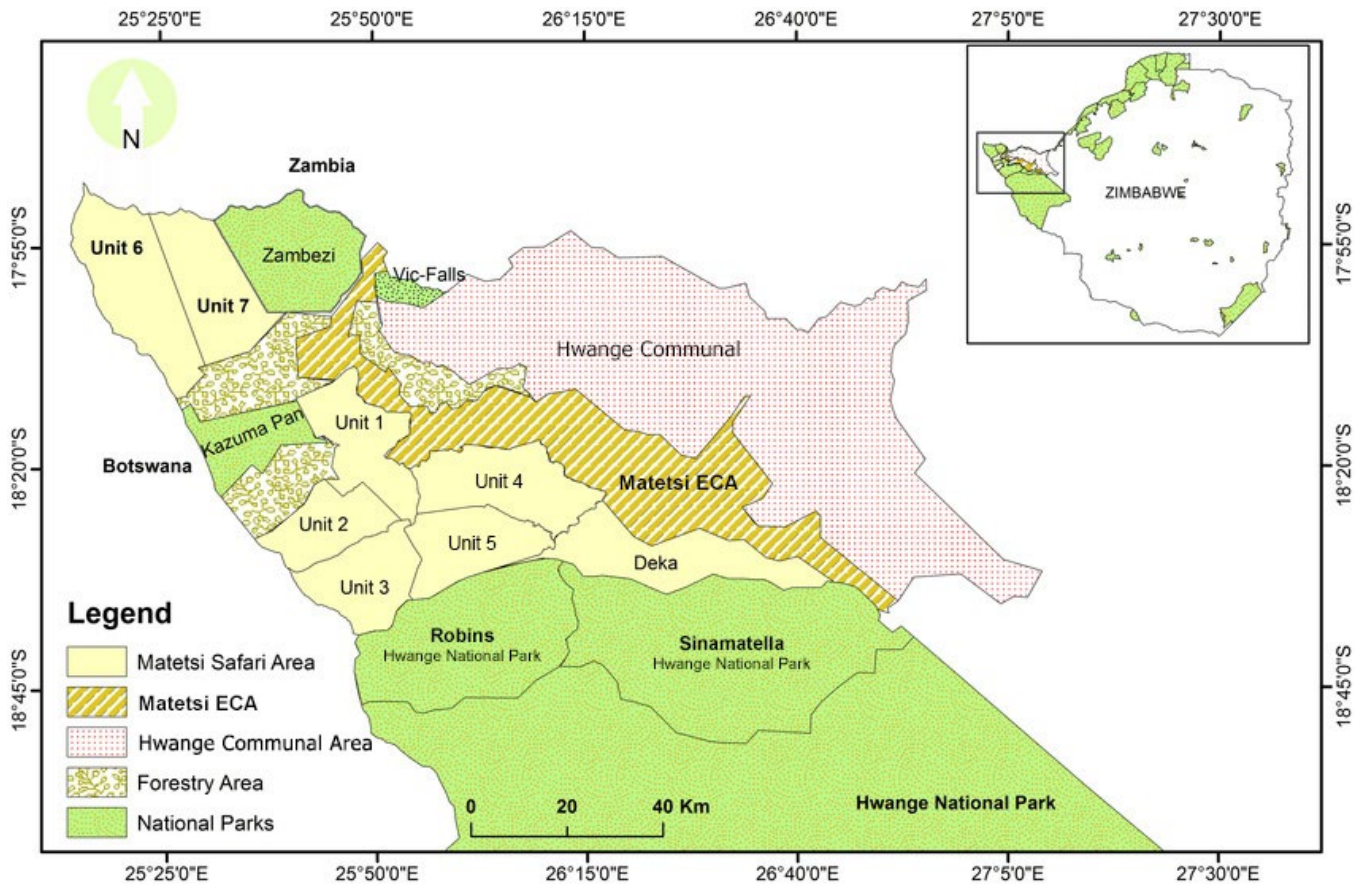 25°25'0"E
25°50'0"E
26°15'0"E
26°40'0"E
27°5'0"E
27°30'0"E
N
Zambia
ZIMBABWE
17°55'0"S
17°55'0"S
Unit 6
Zambezi
Vic-Falls
Unit 7
Hwange Communal
Kazuma Pan
Unit 1
Botswana
18°20'0"S
18°20'0"S
Unit 4
Matetsi ECA
Unit 2
Unit 5
Deka
Unit 3
Robins
Hwange National Park
Sinamatella
Hwange National Park
18°45'0"S
18°45'0"S
Legend
Matetsi Safari Area
Matetsi ECA
Hwange Communal Area
Forestry Area
National Parks
0 20 40 Km
Hwange National Park
25°25'0"E
25°50'0"E
26°15'0"E
26°40'0"E
27°5'0"E
27°30'0"E